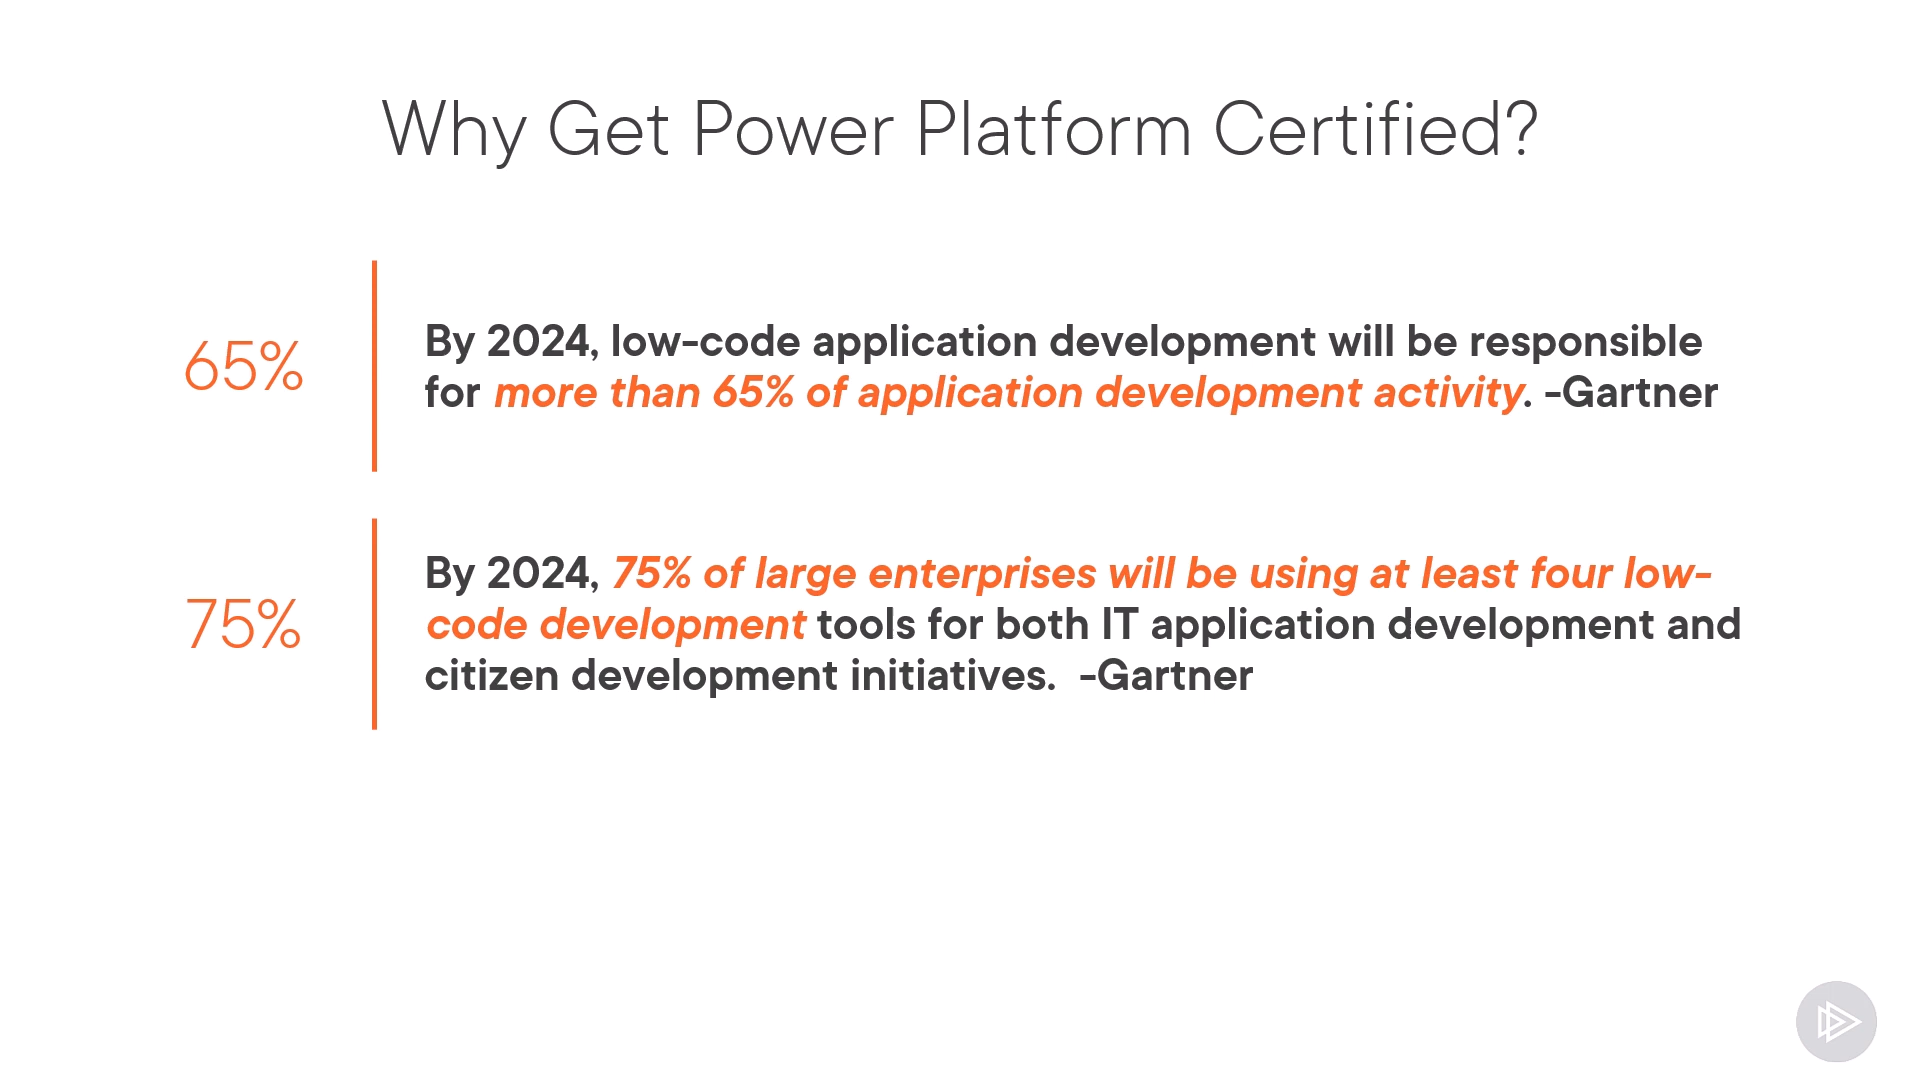 Why Get Power Platform Certified?
65%
By 2024, low-code application development will be responsible
for more than 65% of application development activity. -Gartner
75%
By 2024, 75% of large enterprises will be using at least four low-
code development tools for both IT application development and
citizen development initiatives.  -Gartner